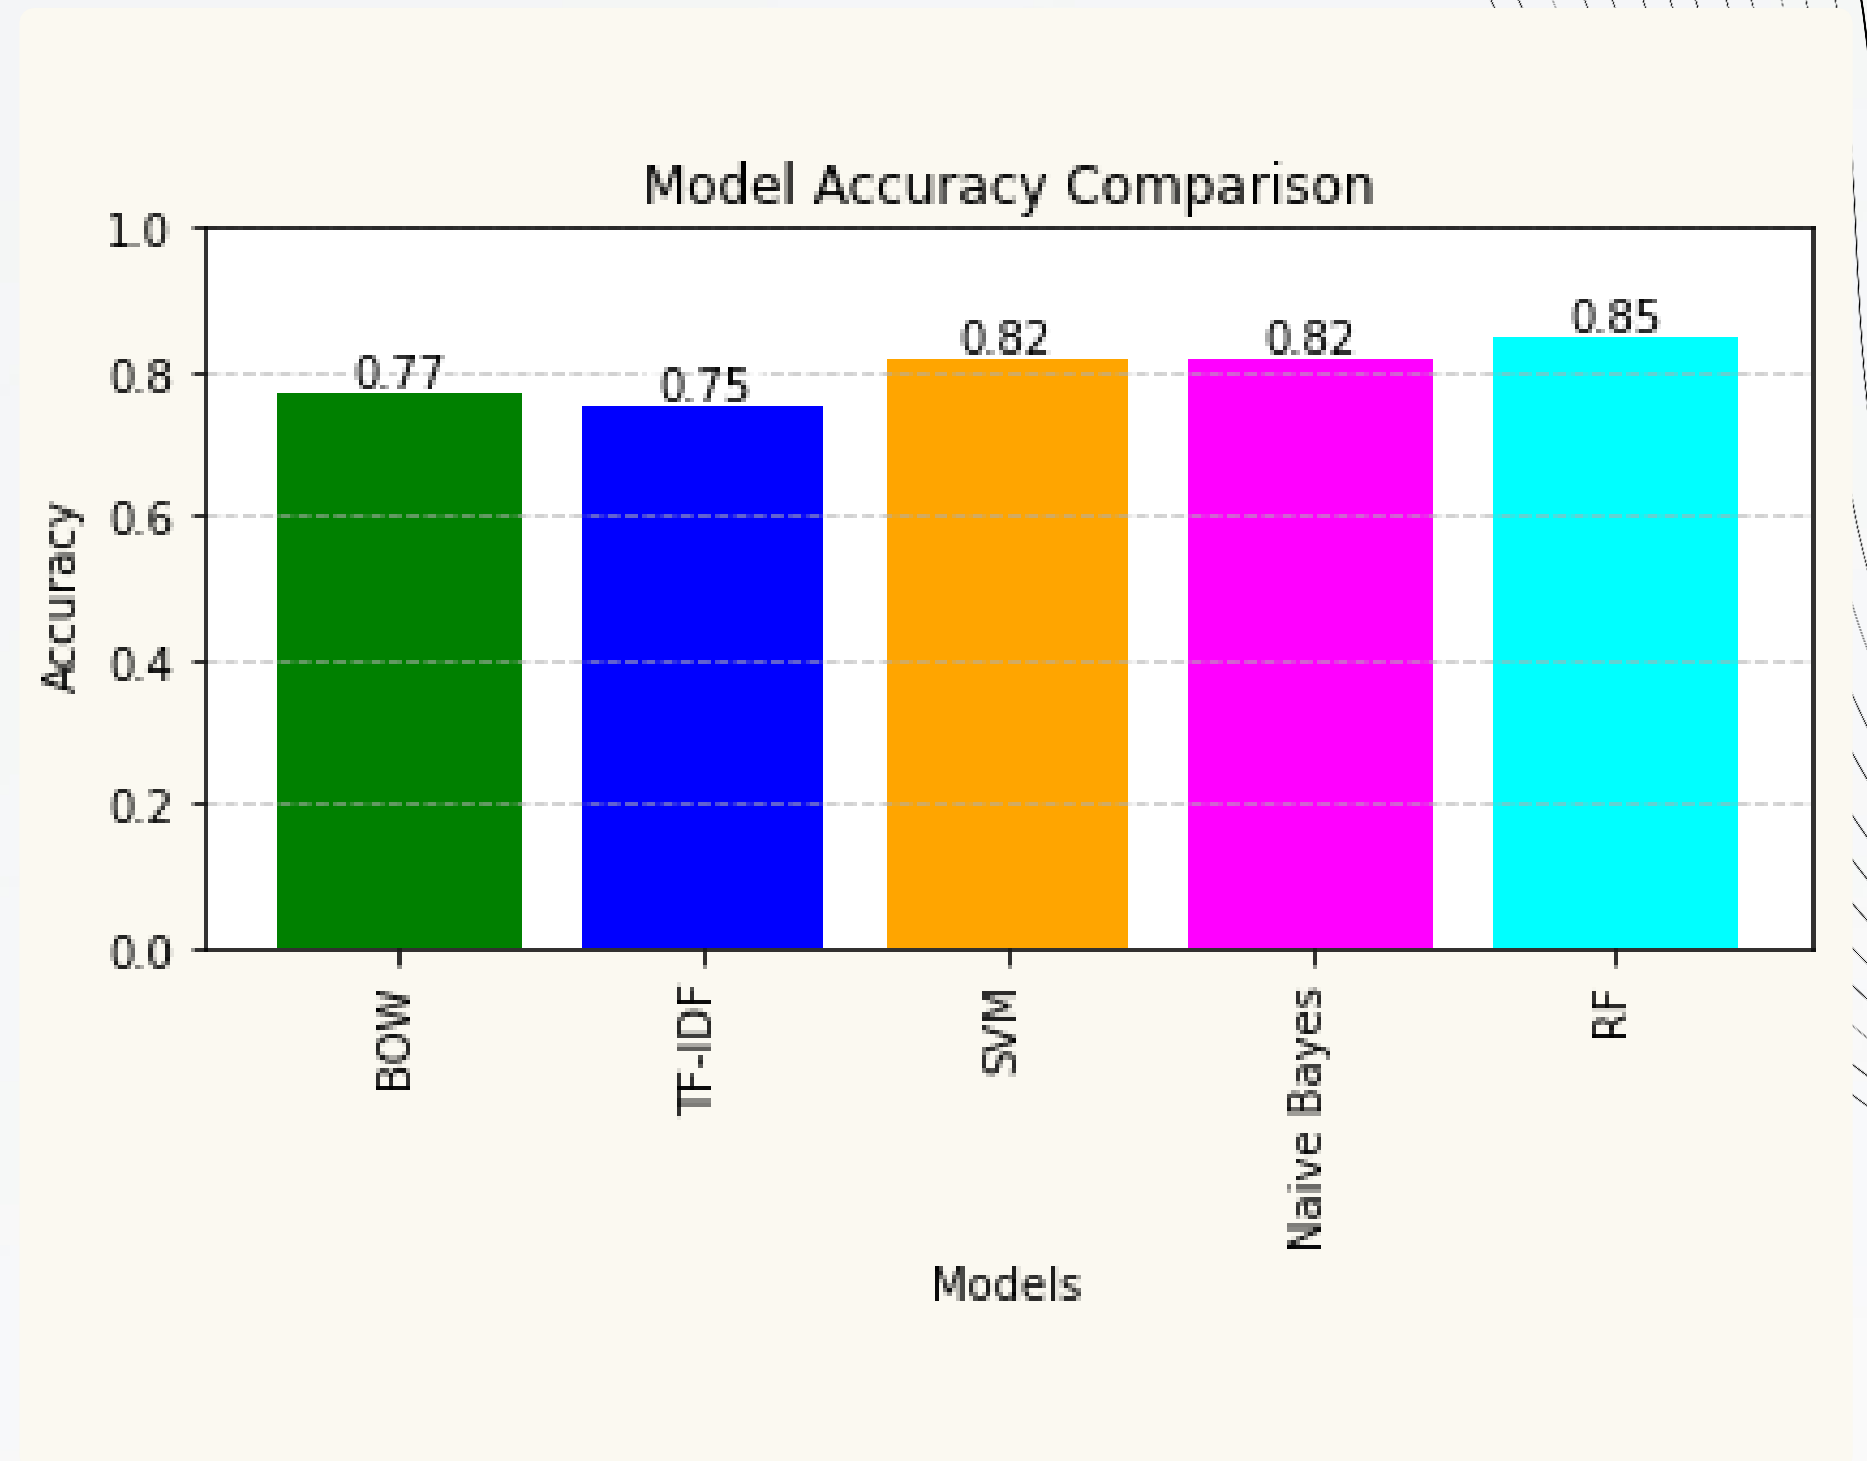 Model Accuracy Comparison
1.0
0.8
0.6
0.4
0.2
0.0
Accuracy
0.77
0.75
0.82
0.82
0.85
BOW
TF-IDF
SVM
Naive Bayes
RF
Models